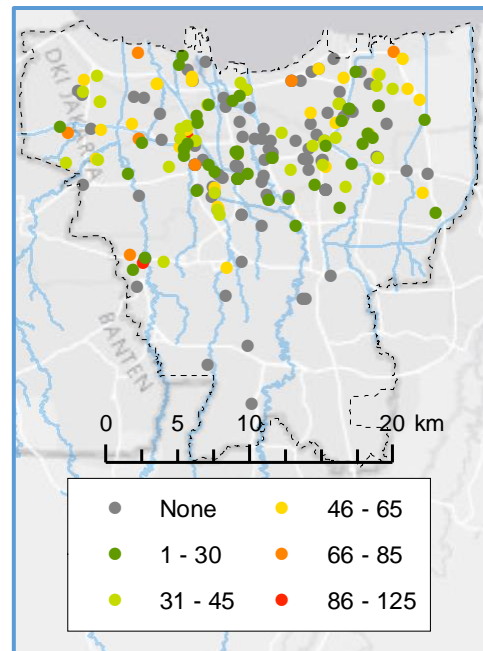 DKI JAKARTA
BANTEN
0 5 10 20 km
None 46 - 65
1 - 30 66 - 85
31 - 45 86 - 125